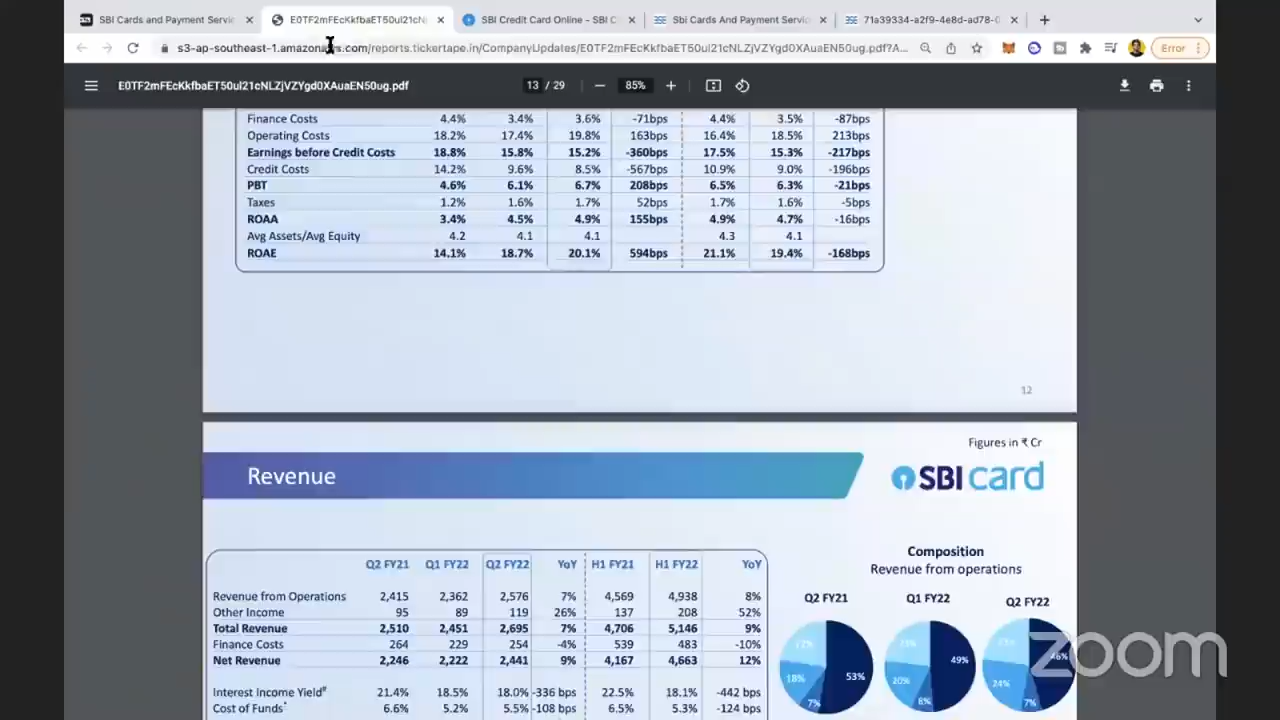 SBI Cards and Payment Servic
E0TF2mFEcKkfbaET50ul21cN
SBI Credit Card Online - SBI C
Sbi Cards And Payment Servic
71a39334-a2f9-4e8d-ad78-0
s3-ap-southeast-1.amazonaws.com/reports.tickertape.in/CompanyUpdates/E0TF2mFEcKkfbaET50ul21cNLZjVZYgd0XAuaEN50ug.pdf?A...
Error
E0TF2mFEcKkfbaET50ul21cNLZjVZYgd0XAuaEN50ug.pdf
13 / 29
85%
Finance Costs 4.4% 3.4% 3.6% -71bps 4.4% 3.5% -87bps
Operating Costs 18.2% 17.4% 19.8% 163bps 16.4% 18.5% 213bps
Earnings before Credit Costs 18.8% 15.8% 15.2% -360bps 17.5% 15.3% -217bps
Credit Costs 14.2% 9.6% 8.5% -567bps 10.9% 9.0% -196bps
PBT 4.6% 6.1% 6.7% 208bps 6.5% 6.3% -21bps
Taxes 1.2% 1.6% 1.7% 52bps 1.7% 1.6% -5bps
ROAA 3.4% 4.5% 4.9% 155bps 4.9% 4.7% -16bps
Avg Assets/Avg Equity 4.2 4.1 4.1 4.3 4.1
ROAE 14.1% 18.7% 20.1% 594bps 21.1% 19.4% -168bps
12
Figures in ₹ Cr
Revenue
SBI card
Q2 FY21 Q1 FY22 Q2 FY22 YoY H1 FY21 H1 FY22 YoY
Revenue from Operations 2,415 2,362 2,576 7% 4,569 4,938 8%
Other Income 95 89 119 26% 137 208 52%
Total Revenue 2,510 2,451 2,695 7% 4,706 5,146 9%
Finance Costs 264 229 254 -4% 539 483 -10%
Net Revenue 2,246 2,222 2,441 9% 4,167 4,663 12%
Interest Income Yield# 21.4% 18.5% 18.0% -336 bps 22.5% 18.1% -442 bps
Cost of Funds* 6.6% 5.2% 5.5% -108 bps 6.5% 5.3% -124 bps
Composition
Revenue from operations
Q2 FY21 Q1 FY22 Q2 FY22
53% 18% 7%
49% 20% 8%
46% 24% 7%
zoom